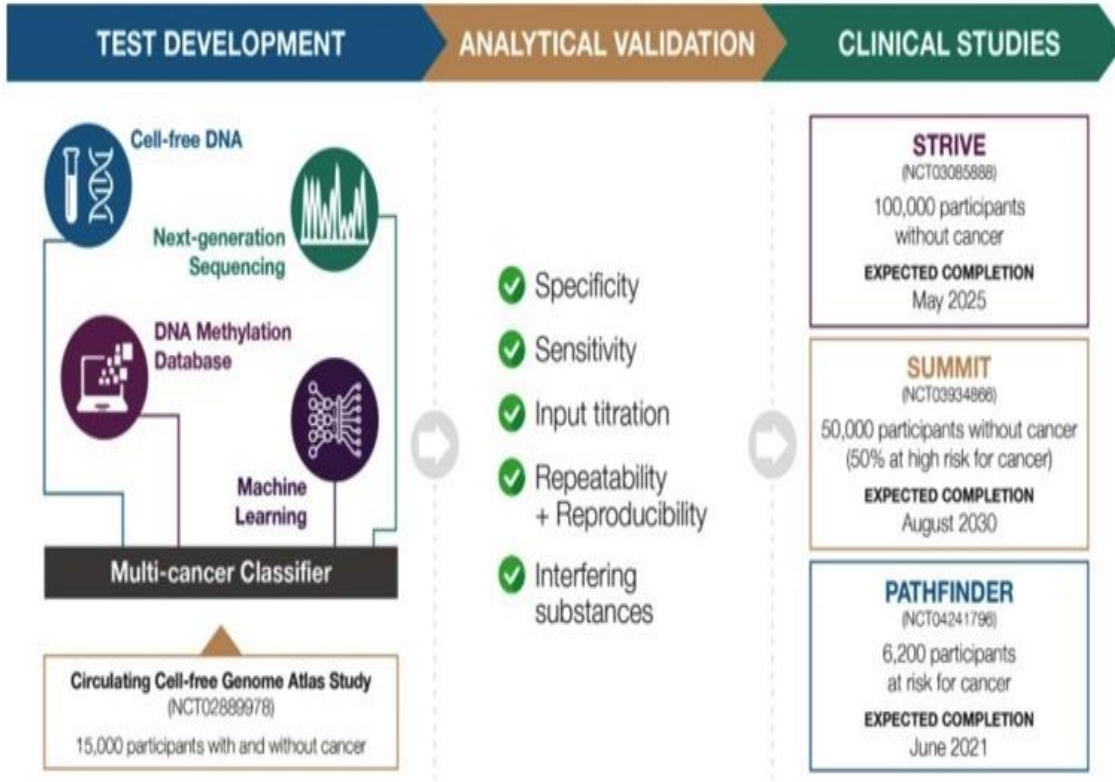 TEST DEVELOPMENT
ANALYTICAL VALIDATION
CLINICAL STUDIES
Cell-free DNA
Next-generation
Sequencing
DNA Methylation
Database
Machine
Learning
Multi-cancer Classifier
Circulating Cell-free Genome Atlas Study
(NCT02889978)
15,000 participants with and without cancer
Specificity
Sensitivity
Input titration
Repeatability
+ Reproducibility
Interfering
substances
STRIVE
(NCT03085888)
100,000 participants
without cancer
EXPECTED COMPLETION
May 2025
SUMMIT
(NCT03934866)
50,000 participants without cancer
(50% at high risk for cancer)
EXPECTED COMPLETION
August 2030
PATHFINDER
(NCT04241796)
6,200 participants
at risk for cancer
EXPECTED COMPLETION
June 2021